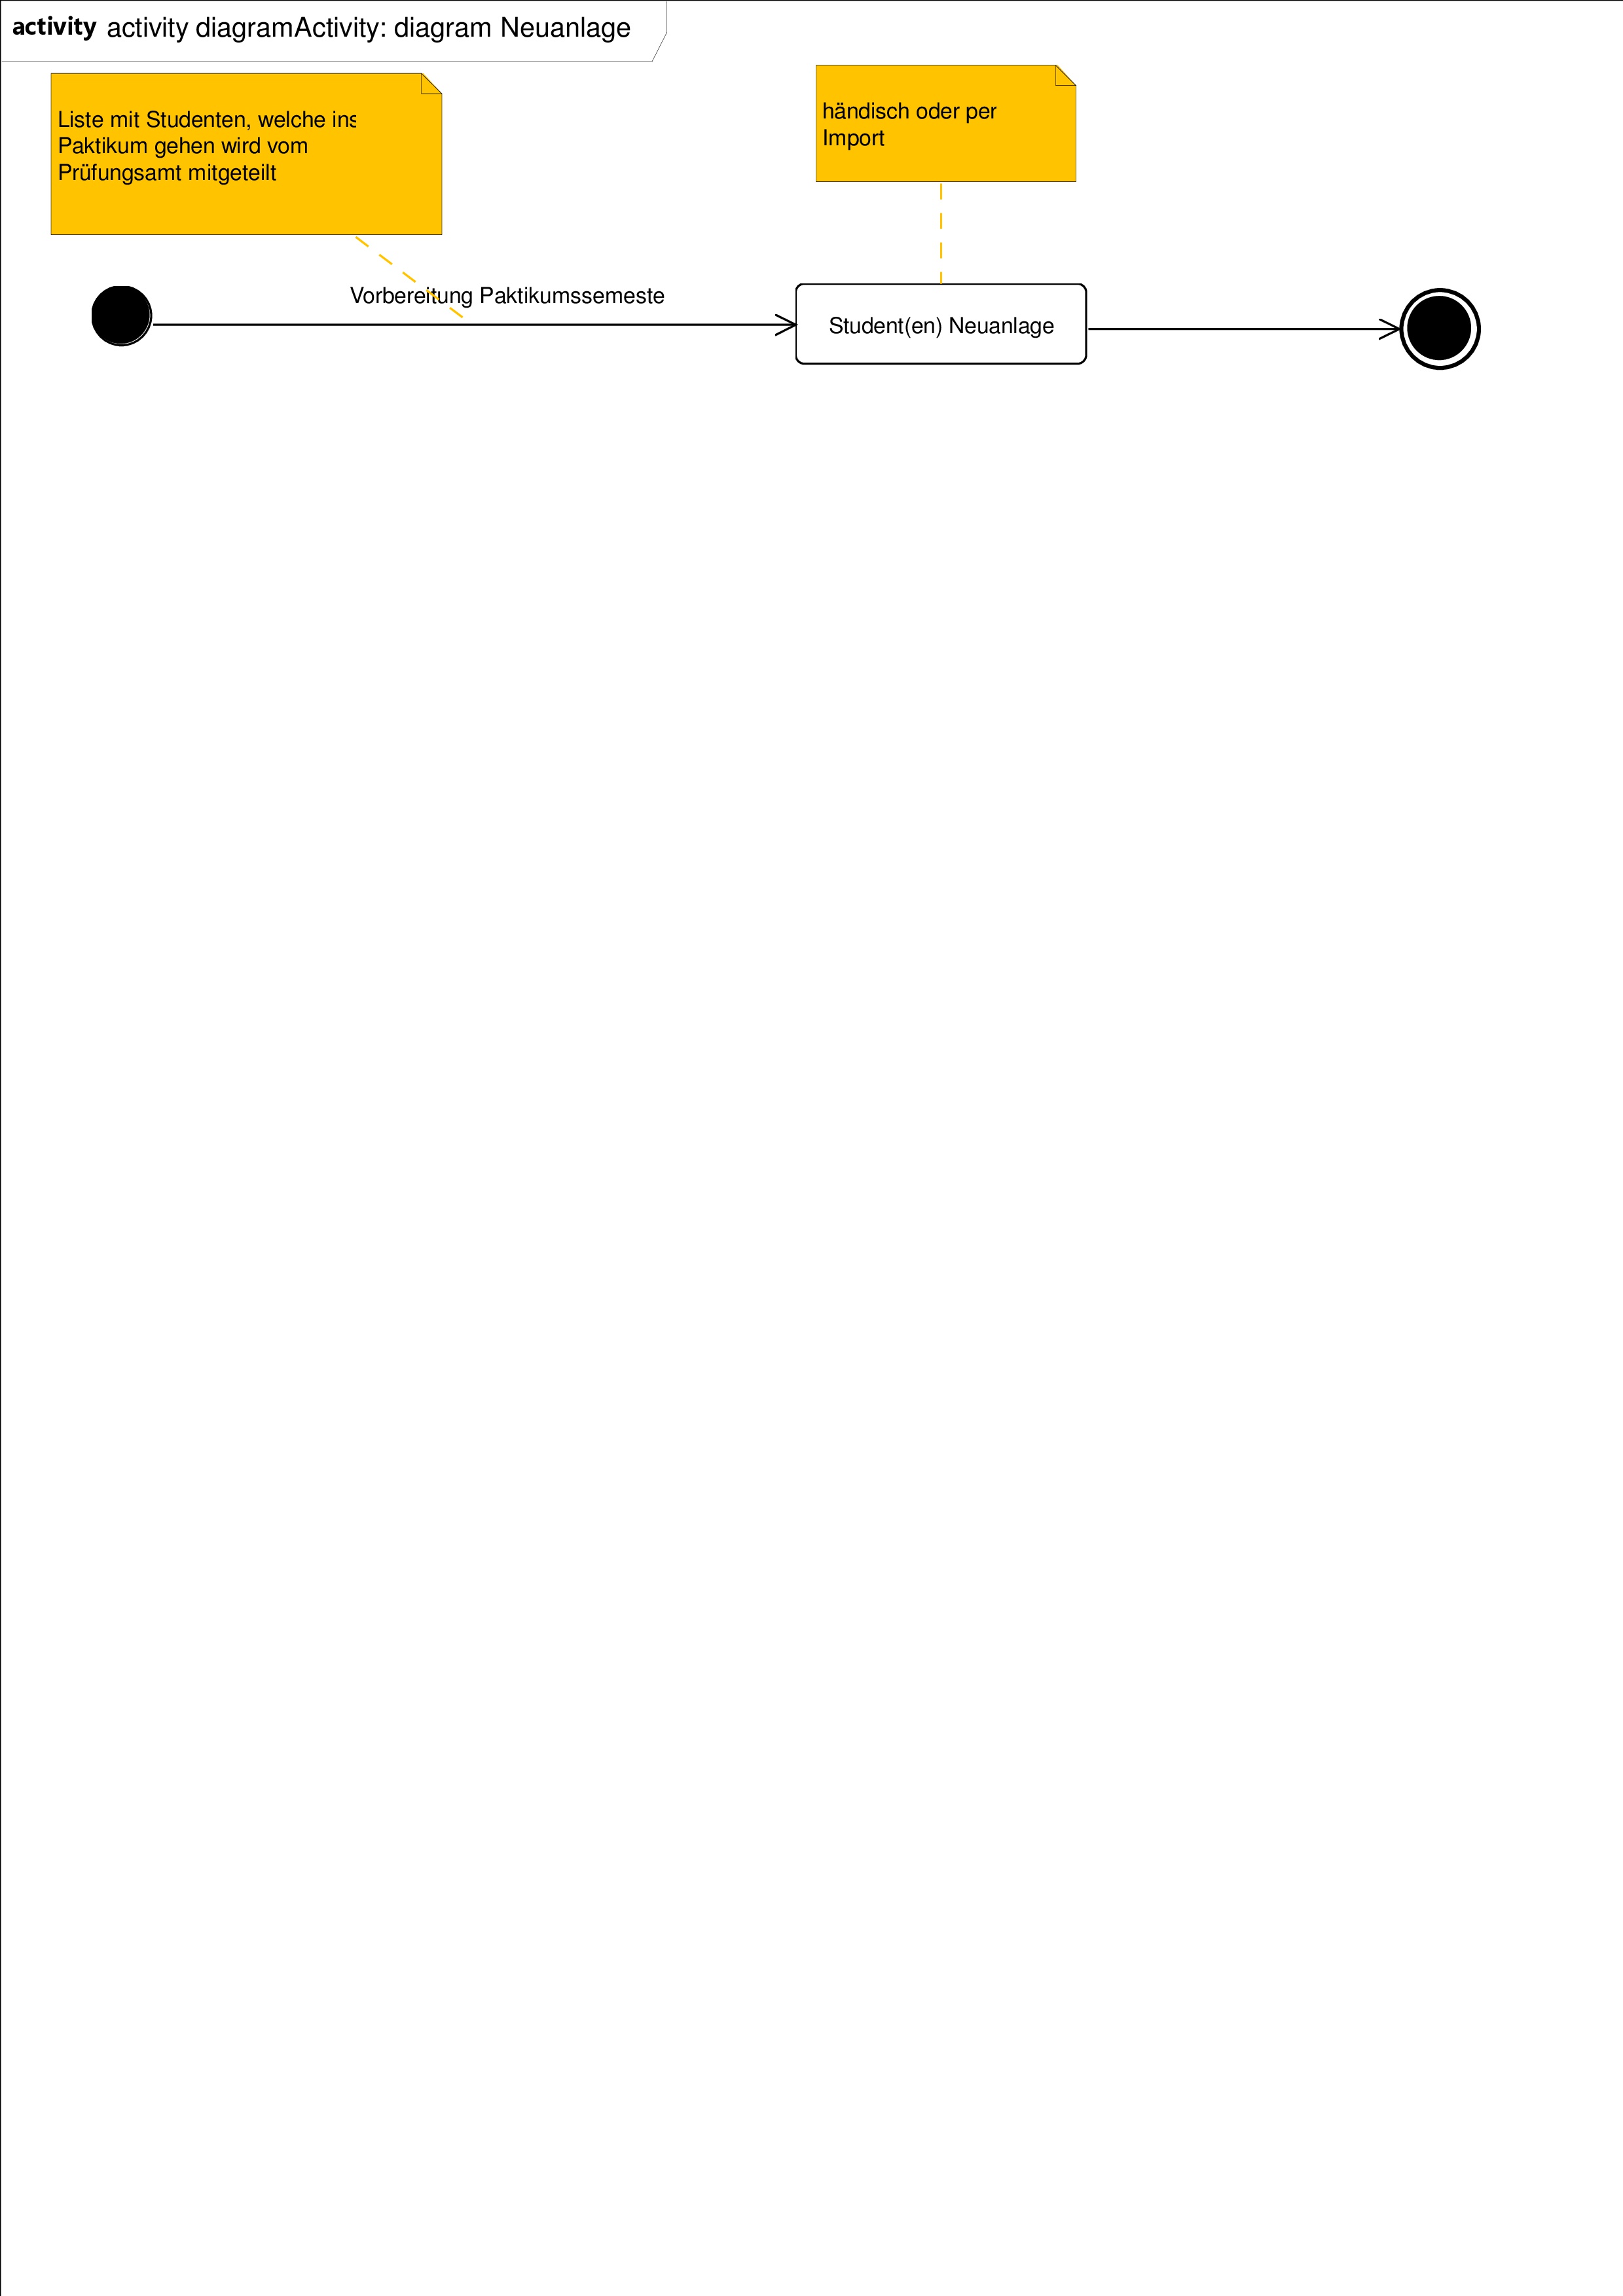 activity activity diagramActivity: diagram Neuanlage
Liste mit Studenten, welche ins
Paktikum gehen wird vom
Prüfungsamt mitgeteilt
händisch oder per
Import
Vorbereitung Paktikumssemeste
Student(en) Neuanlage